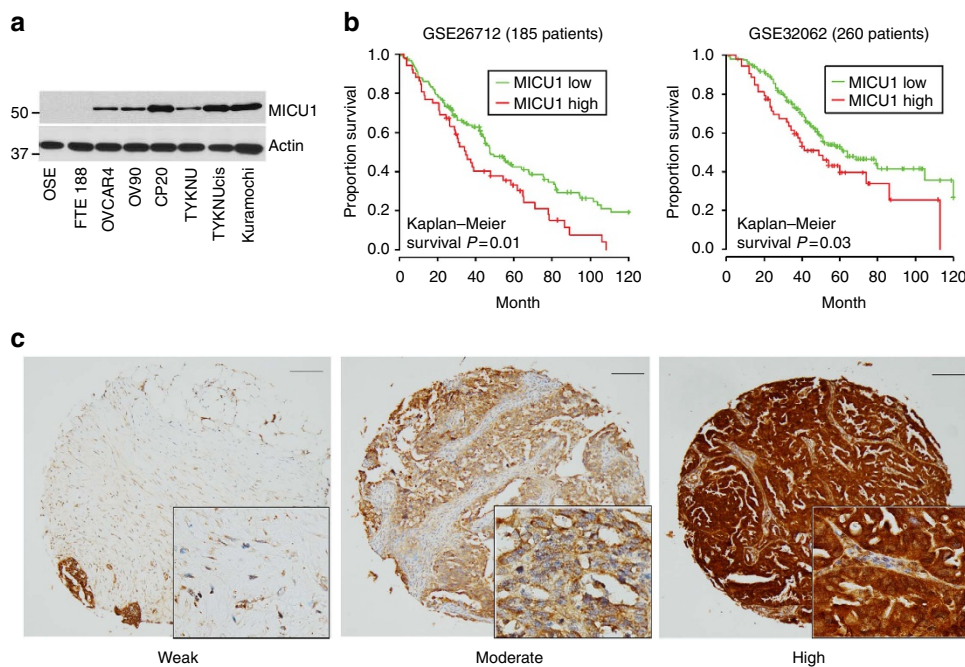 a
50
37
MICU1
Actin
OSE
FTE 188
OVCAR4
OV90
CP20
TYKNU
TYKNUcis
Kuramochi
b
GSE26712 (185 patients)
1.0
0.8
0.6
0.4
0.2
0.0
Proportion survival
MICU1 low
MICU1 high
Kaplan–Meier
survival P=0.01
0 20 40 60 80 100 120
Month
GSE32062 (260 patients)
1.0
0.8
0.6
0.4
0.2
0.0
Proportion survival
MICU1 low
MICU1 high
Kaplan–Meier
survival P=0.03
0 20 40 60 80 100 120
Month
c
Weak
Moderate
High